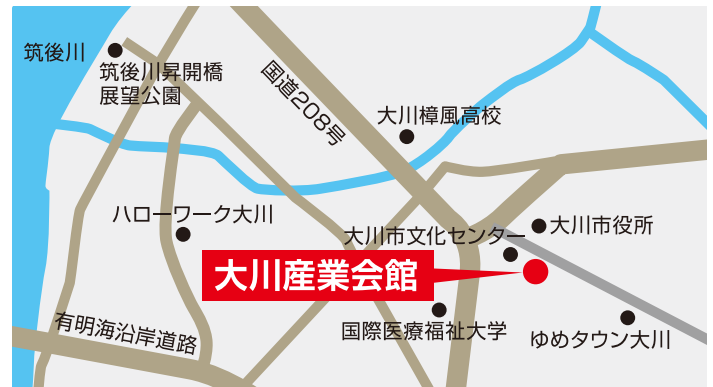 筑後川
筑後川昇開橋
展望公園
国道208号
大川樟風高校
ハローワーク大川
大川市役所
大川市文化センター
大川産業会館
有明海沿岸道路
国際医療福祉大学
ゆめタウン大川